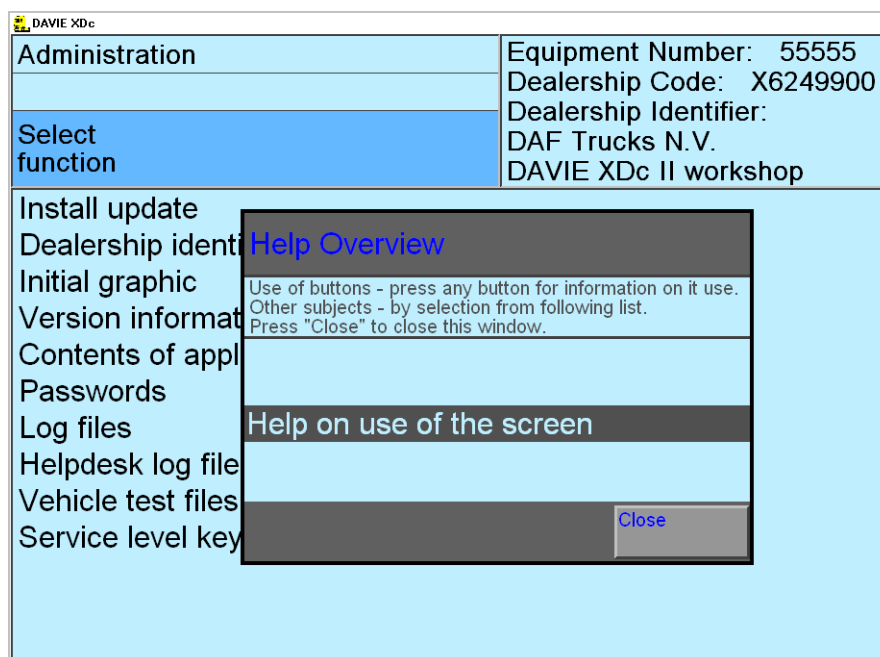 DAVIE XDc
Administration
Equipment Number: 55555
Dealership Code: X6249900
Dealership Identifier:
DAF Trucks N.V.
DAVIE XDc II workshop
Select
function
Install update
Dealership identi
Initial graphic
Version informat
Contents of appl
Passwords
Log files
Helpdesk log file
Vehicle test files
Service level key
Help Overview
Use of buttons - press any button for information on it use.
Other subjects - by selection from following list.
Press "Close" to close this window.
Help on use of the screen
Close